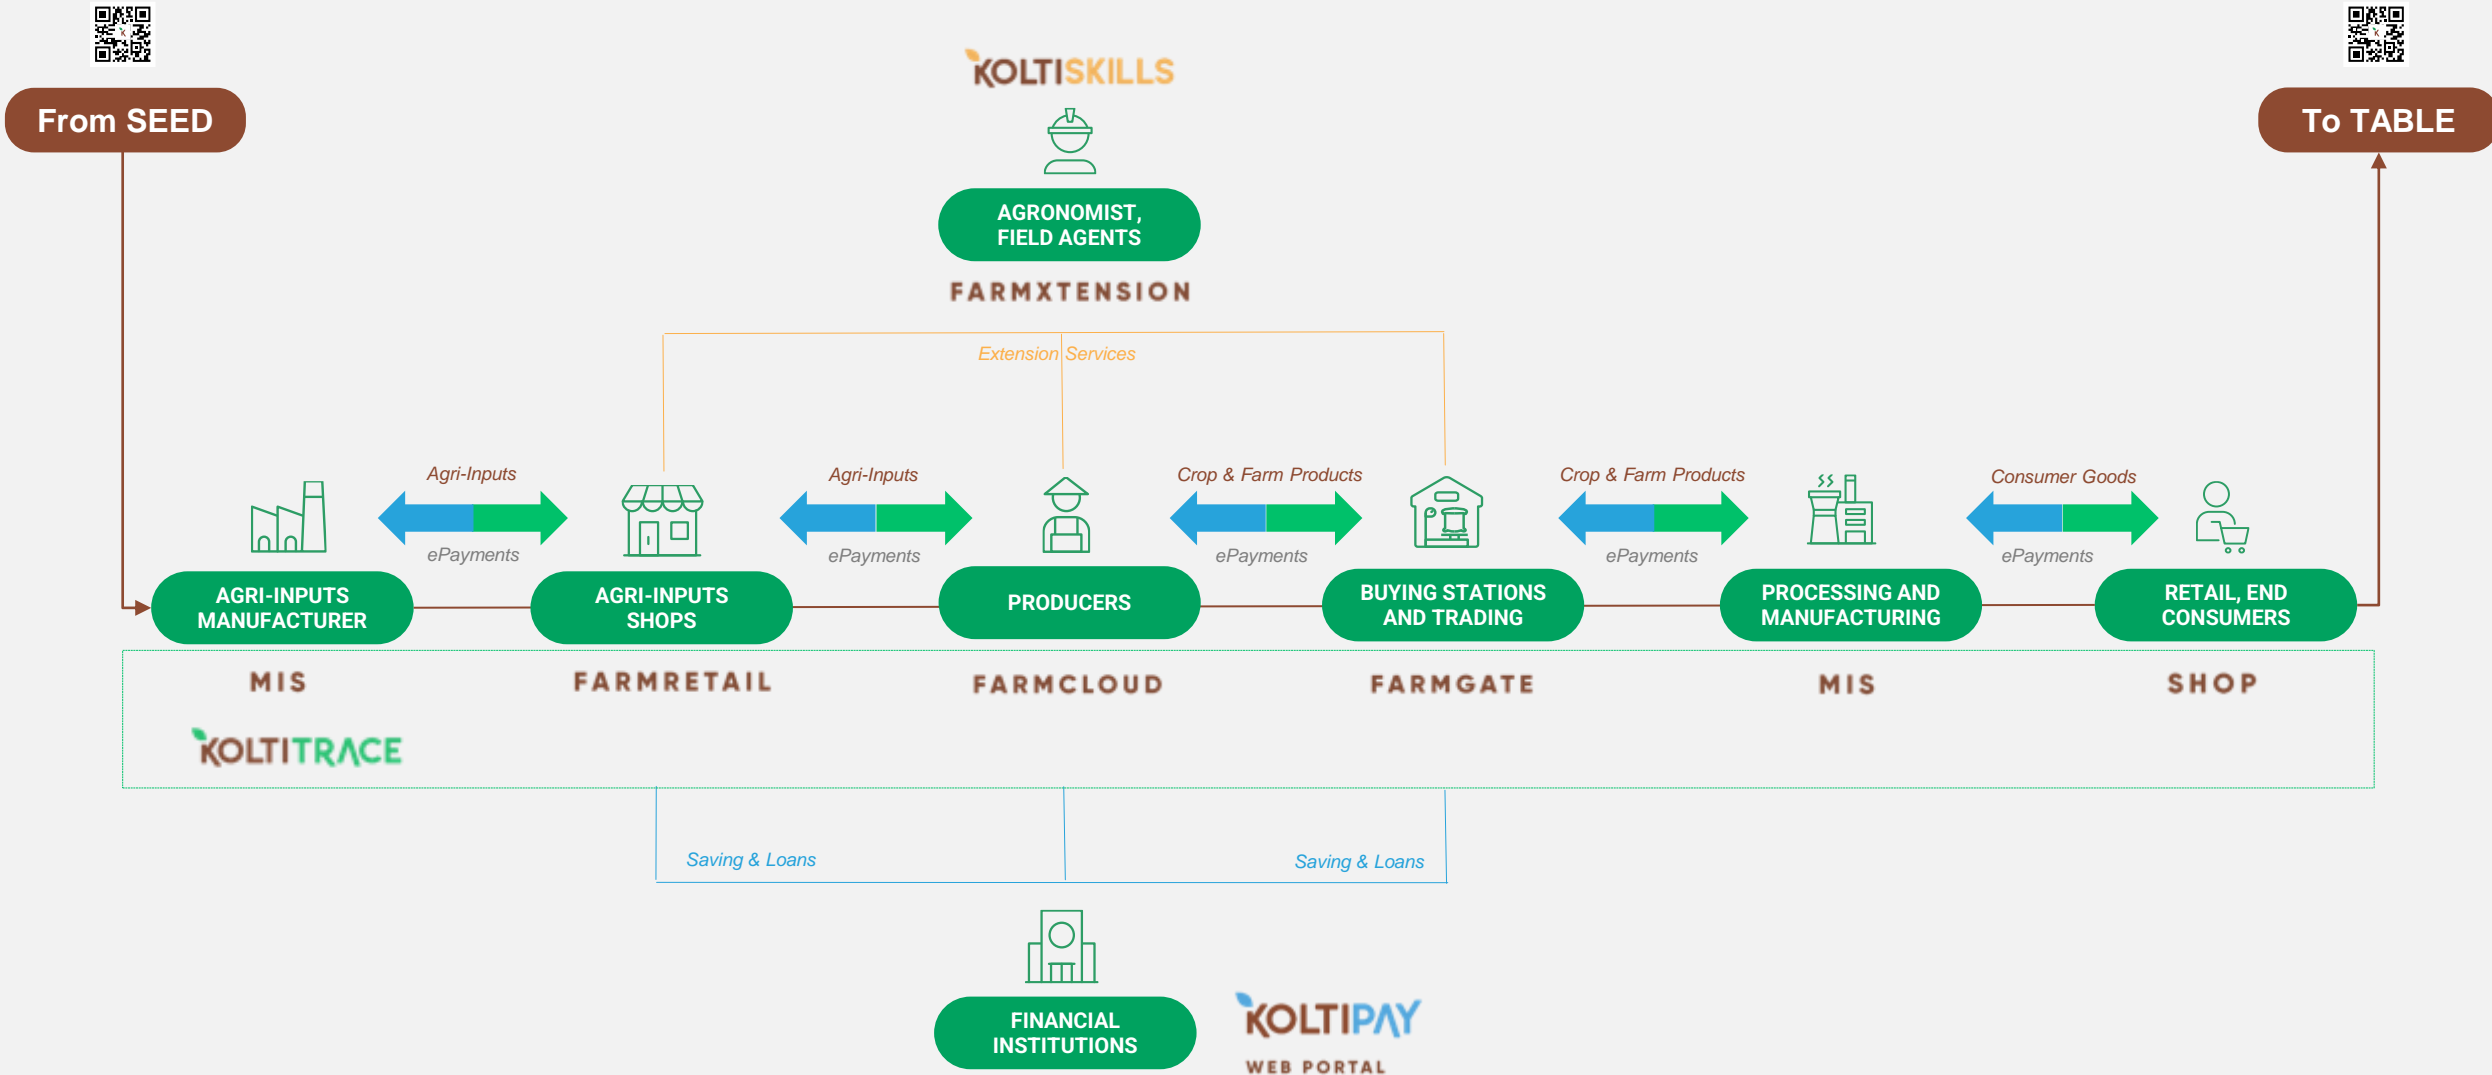 From SEED
To TABLE
KOLTISKILLS
AGRONOMIST,
FIELD AGENTS
FARMXTENSION
Extension Services
Agri-Inputs
Agri-Inputs
Crop & Farm Products
Crop & Farm Products
Consumer Goods
ePayments
ePayments
ePayments
ePayments
ePayments
AGRI-INPUTS
MANUFACTURER
AGRI-INPUTS
SHOPS
PRODUCERS
BUYING STATIONS
AND TRADING
PROCESSING AND
MANUFACTURING
RETAIL, END
CONSUMERS
MIS
FARMRETAIL
FARMCLOUD
FARMGATE
MIS
SHOP
KOLTITRACE
Saving & Loans
Saving & Loans
FINANCIAL
INSTITUTIONS
KOLTIPAY
WEB PORTAL